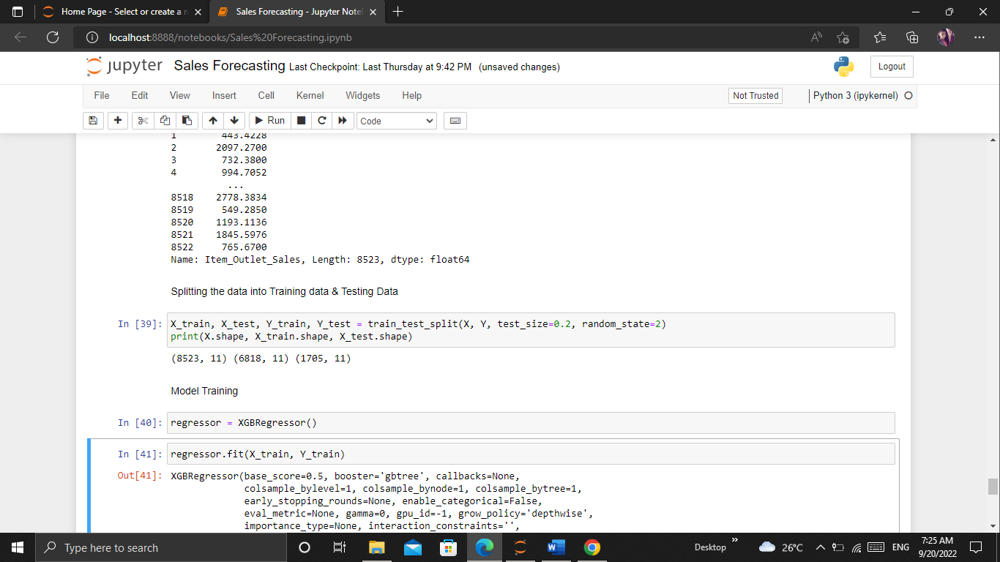 Home Page - Select or create a n
Sales Forecasting - Jupyter Note
localhost:8888/notebooks/Sales%20Forecasting.ipynb
jupyter Sales Forecasting Last Checkpoint: Last Thursday at 9:42 PM (unsaved changes)
Logout
File Edit View Insert Cell Kernel Widgets Help
Not Trusted
Python 3 (ipykernel)
Run
Code
1 443.4228
2 2097.2700
3 732.3800
4 994.7052
...
8518 2778.3834
8519 549.2850
8520 1193.1136
8521 1845.5976
8522 765.6700
Name: Item_Outlet_Sales, Length: 8523, dtype: float64
Splitting the data into Training data & Testing Data
In [39]: X_train, X_test, Y_train, Y_test = train_test_split(X, Y, test_size=0.2, random_state=2)
print(X.shape, X_train.shape, X_test.shape)
(8523, 11) (6818, 11) (1705, 11)
Model Training
In [40]: regressor = XGBRegressor()
In [41]: regressor.fit(X_train, Y_train)
Out[41]: XGBRegressor(base_score=0.5, booster='gbtree', callbacks=None,
colsample_bylevel=1, colsample_bynode=1, colsample_bytree=1,
early_stopping_rounds=None, enable_categorical=False,
eval_metric=None, gamma=0, gpu_id=-1, grow_policy='depthwise',
importance_type=None, interaction_constraints='',
Type here to search
Desktop
26°C
ENG
7:25 AM
9/20/2022